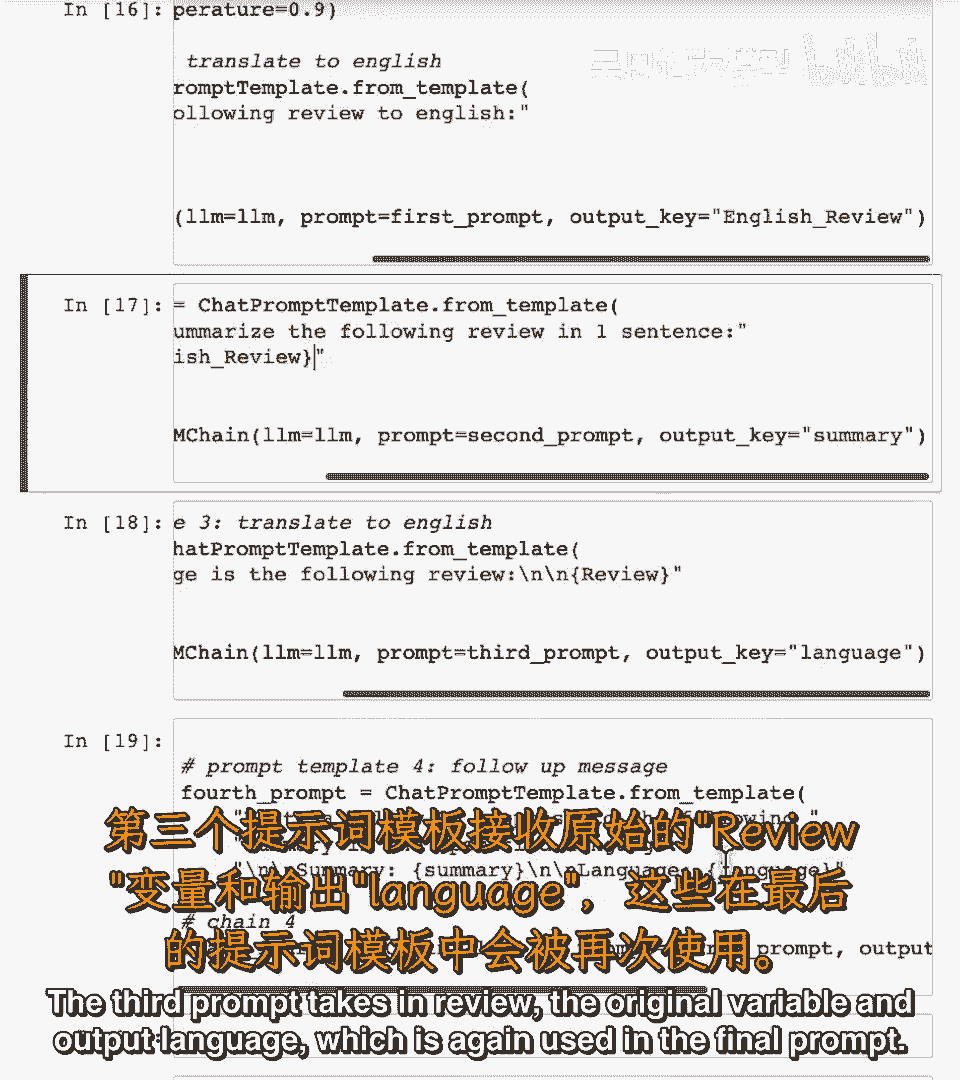 In [16]: perature=0.9)
translate to english
romptTemplate.from_template(
ollowing review to english:"
(llm=llm, prompt=first_prompt, output_key="English_Review")
In [17]: = ChatPromptTemplate.from_template(
ummarize the following review in 1 sentence:"
ish_Review}"
MChain(llm=llm, prompt=second_prompt, output_key="summary")
In [18]: e 3: translate to english
hatPromptTemplate.from_template(
ge is the following review:\n\n{Review}"
MChain(llm=llm, prompt=third_prompt, output_key="language")
In [19]:
# prompt template 4: follow up message
fourth_prompt = ChatPromptTemplate.from_template(
"\n\nSummary: {summary}\n\nLanguage: {language}"
# chain 4
_prompt, output
第三个提示词模板接收原始的"Review
"变量和输出"language"，这些在最后
的提示词模板中会被再次使用。
The third prompt takes in review, the original variable and
output language, which is again used in the final prompt.